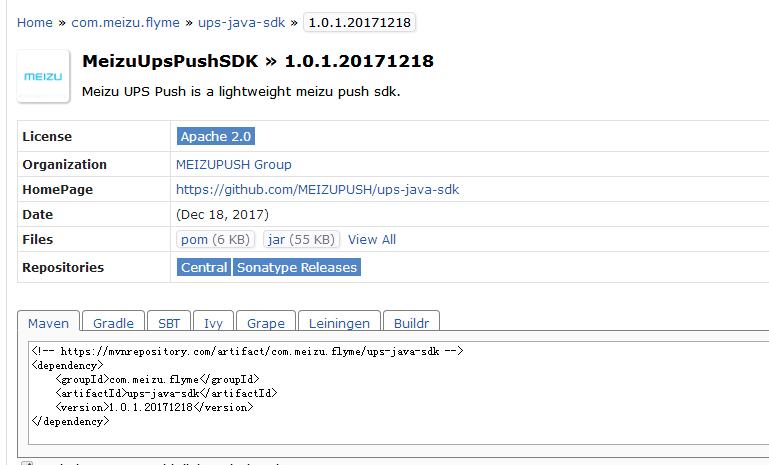 Home » com.meizu.flyme » ups-java-sdk » 1.0.1.20171218
MEIZU
MeizuUpsPushSDK » 1.0.1.20171218
Meizu UPS Push is a lightweight meizu push sdk.
License Apache 2.0
Organization MEIZUPUSH Group
HomePage https://github.com/MEIZUPUSH/ups-java-sdk
Date (Dec 18, 2017)
Files pom (6 KB) jar (55 KB) View All
Repositories Central Sonatype Releases
Maven Gradle SBT Ivy Grape Leiningen Buildr
<!-- https://mvnrepository.com/artifact/com.meizu.flyme/ups-java-sdk -->
<dependency>
<groupId>com.meizu.flyme</groupId>
<artifactId>ups-java-sdk</artifactId>
<version>1.0.1.20171218</version>
</dependency>